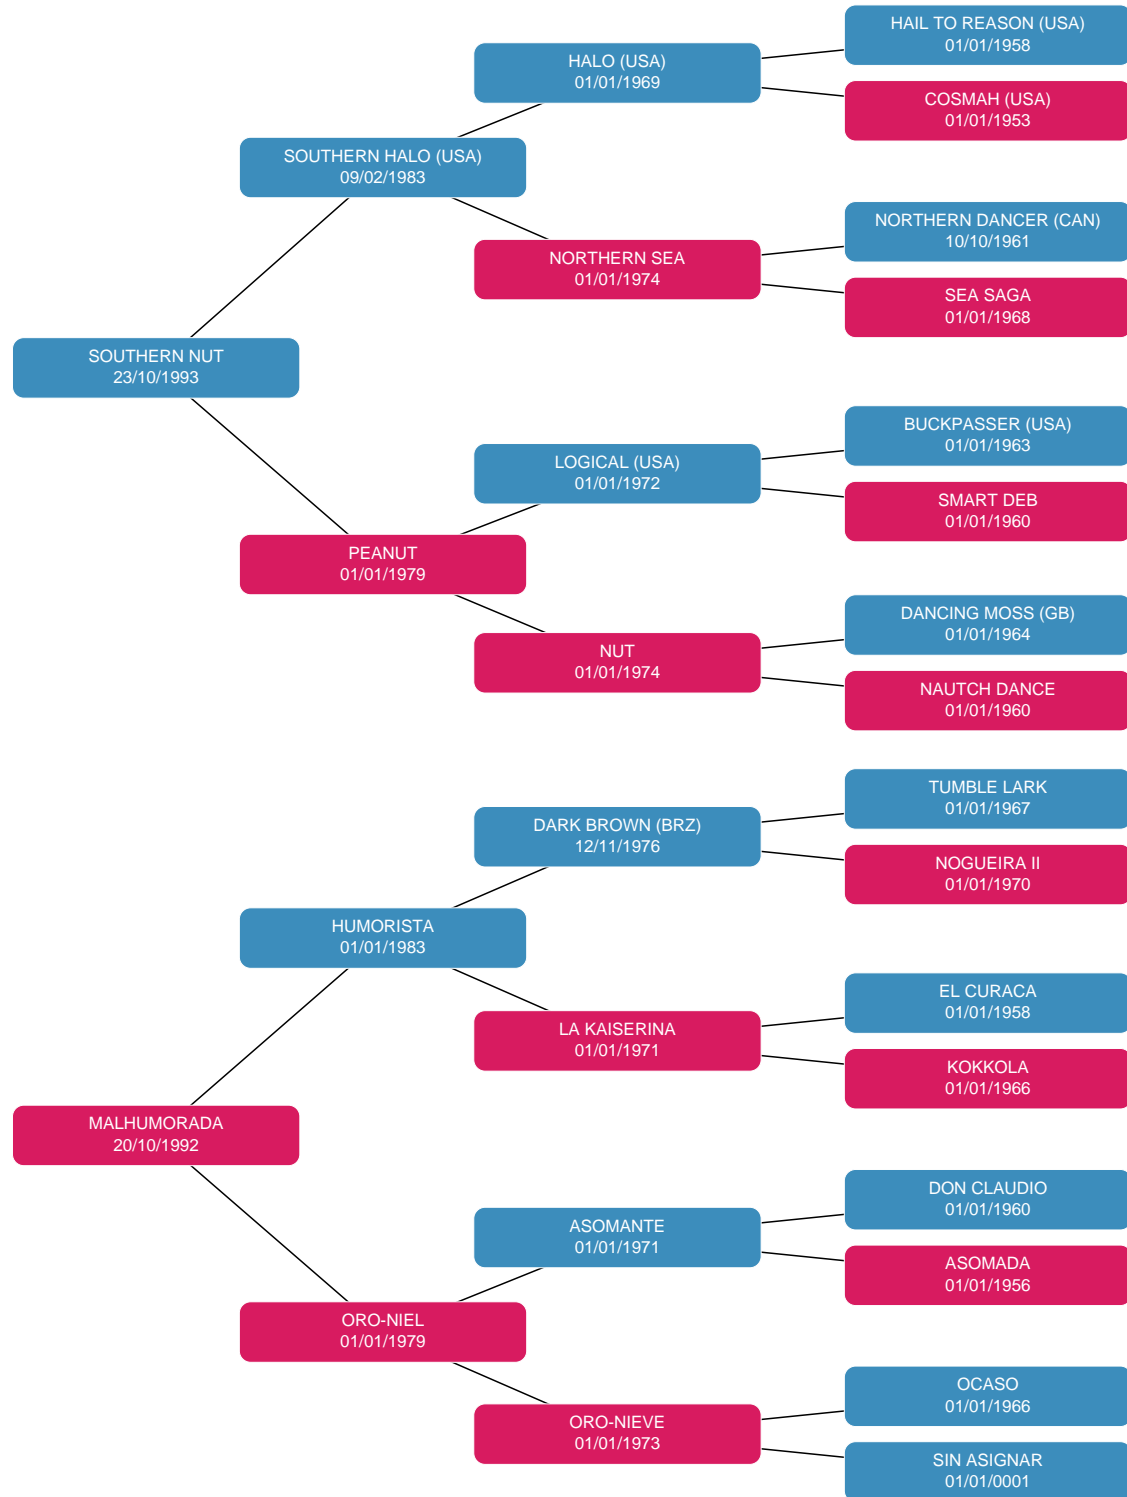 HAIL TO REASON (USA)
01/01/1958
HALO (USA)
01/01/1969
COSMAH (USA)
01/01/1953
SOUTHERN HALO (USA)
09/02/1983
NORTHERN DANCER (CAN)
10/10/1961
NORTHERN SEA
01/01/1974
SEA SAGA
01/01/1968
SOUTHERN NUT
23/10/1993
BUCKPASSER (USA)
01/01/1963
LOGICAL (USA)
01/01/1972
SMART DEB
01/01/1960
PEANUT
01/01/1979
DANCING MOSS (GB)
01/01/1964
NUT
01/01/1974
NAUTCH DANCE
01/01/1960
TUMBLE LARK
01/01/1967
DARK BROWN (BRZ)
12/11/1976
NOGUEIRA II
01/01/1970
HUMORISTA
01/01/1983
EL CURACA
01/01/1958
LA KAISERINA
01/01/1971
KOKKOLA
01/01/1966
MALHUMORADA
20/10/1992
DON CLAUDIO
01/01/1960
ASOMANTE
01/01/1971
ASOMADA
01/01/1956
ORO-NIEL
01/01/1979
OCASO
01/01/1966
ORO-NIEVE
01/01/1973
SIN ASIGNAR
01/01/0001